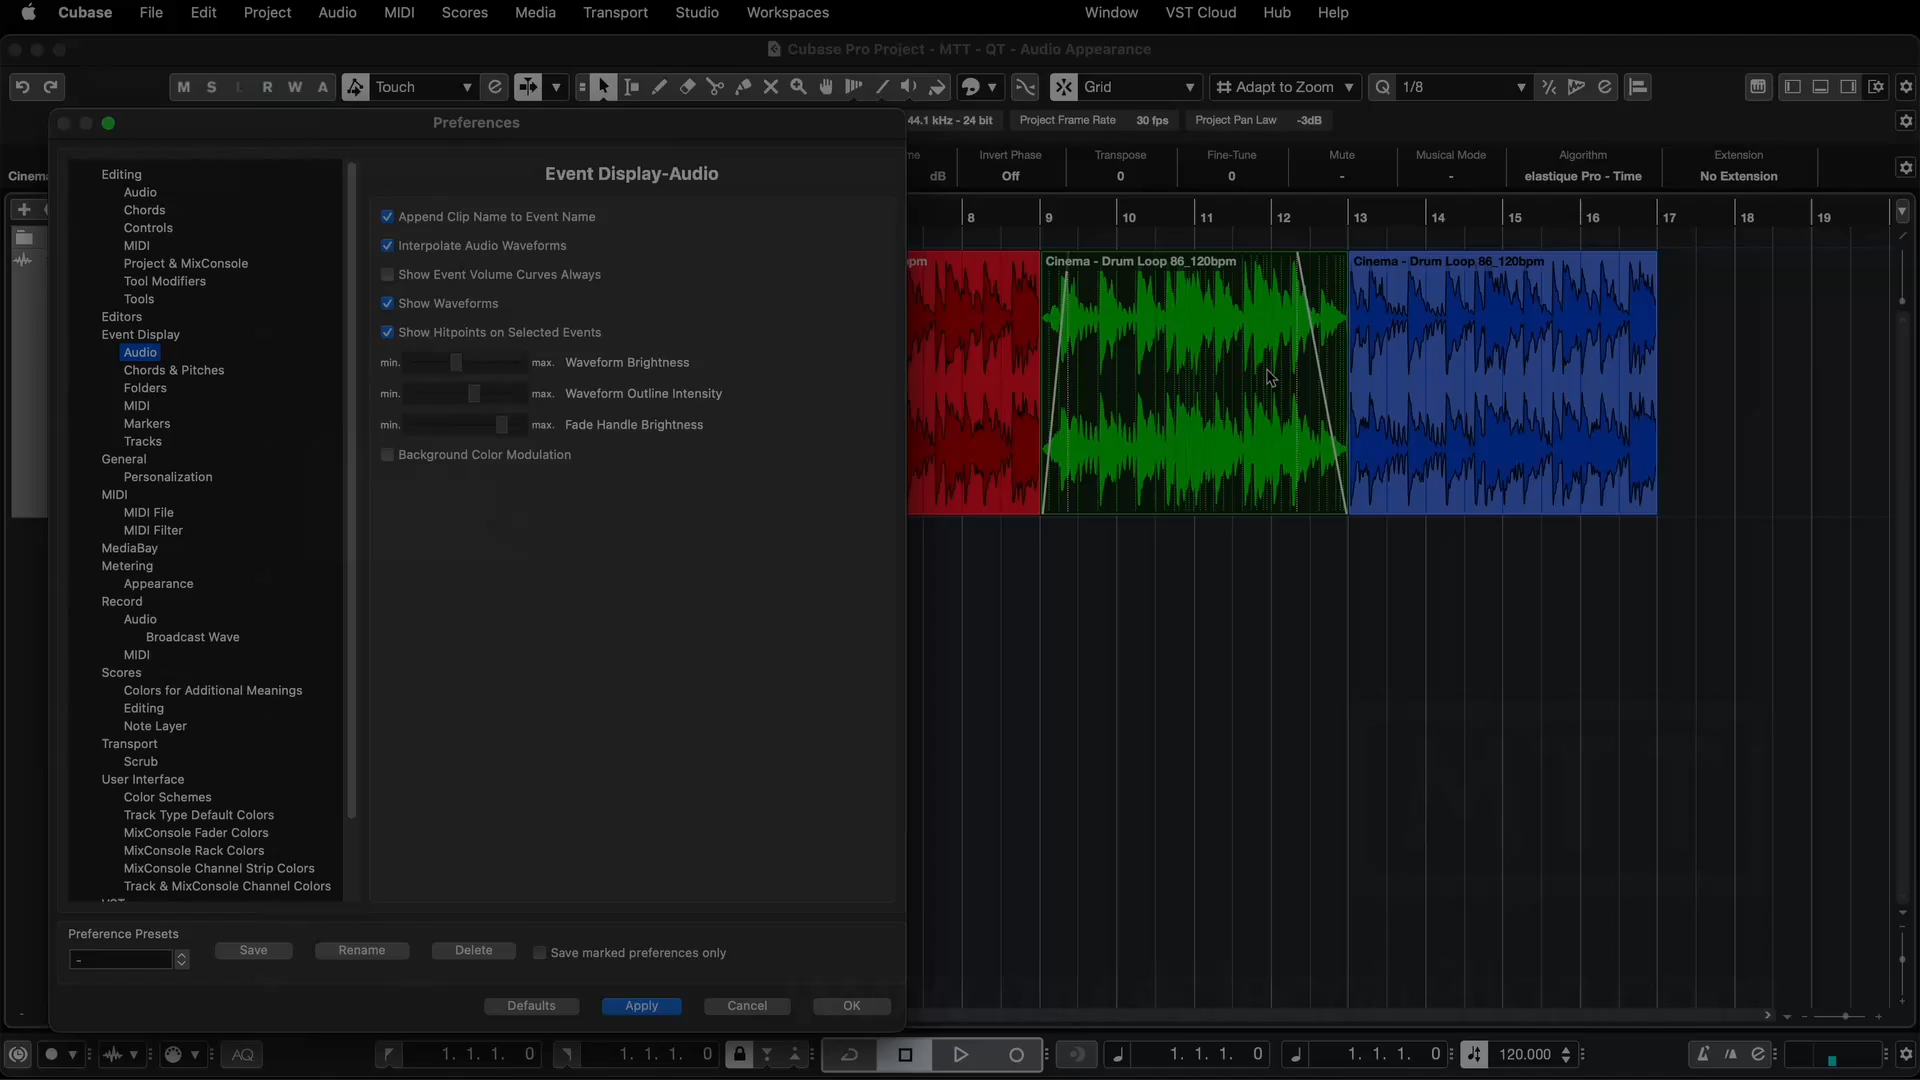 Cubase File Edit Project Audio MIDI Scores Media Transport Studio Workspaces Window VST Cloud Hub Help
Cubase Pro Project - MTT - QT - Audio Appearance
M S L R W A Touch Grid Adapt to Zoom Q 1/8
Preferences
44.1 kHz - 24 bit Project Frame Rate 30 fps Project Pan Law -3dB
Invert Phase Transpose Fine-Tune Mute Musical Mode Algorithm Extension
dB Off 0 0 - - elastique Pro - Time No Extension
8 9 10 11 12 13 14 15 16 17 18 19
Cinema - Drum Loop 86_120bpm
Cinema - Drum Loop 86_120bpm
Editing
Audio
Chords
Controls
MIDI
Project & MixConsole
Tool Modifiers
Tools
Editors
Event Display
Audio
Chords & Pitches
Folders
MIDI
Markers
Tracks
General
Personalization
MIDI
MIDI File
MIDI Filter
MediaBay
Metering
Appearance
Record
Audio
Broadcast Wave
MIDI
Scores
Colors for Additional Meanings
Editing
Note Layer
Transport
Scrub
User Interface
Color Schemes
Track Type Default Colors
MixConsole Fader Colors
MixConsole Rack Colors
MixConsole Channel Strip Colors
Track & MixConsole Channel Colors
Event Display-Audio
Append Clip Name to Event Name
Interpolate Audio Waveforms
Show Event Volume Curves Always
Show Waveforms
Show Hitpoints on Selected Events
min. max. Waveform Brightness
min. max. Waveform Outline Intensity
min. max. Fade Handle Brightness
Background Color Modulation
Preference Presets
- Save Rename Delete Save marked preferences only
Defaults Apply Cancel OK
AQ 1. 1. 1. 0 1. 1. 1. 0 1. 1. 1. 0 1. 1. 1. 0 120.000